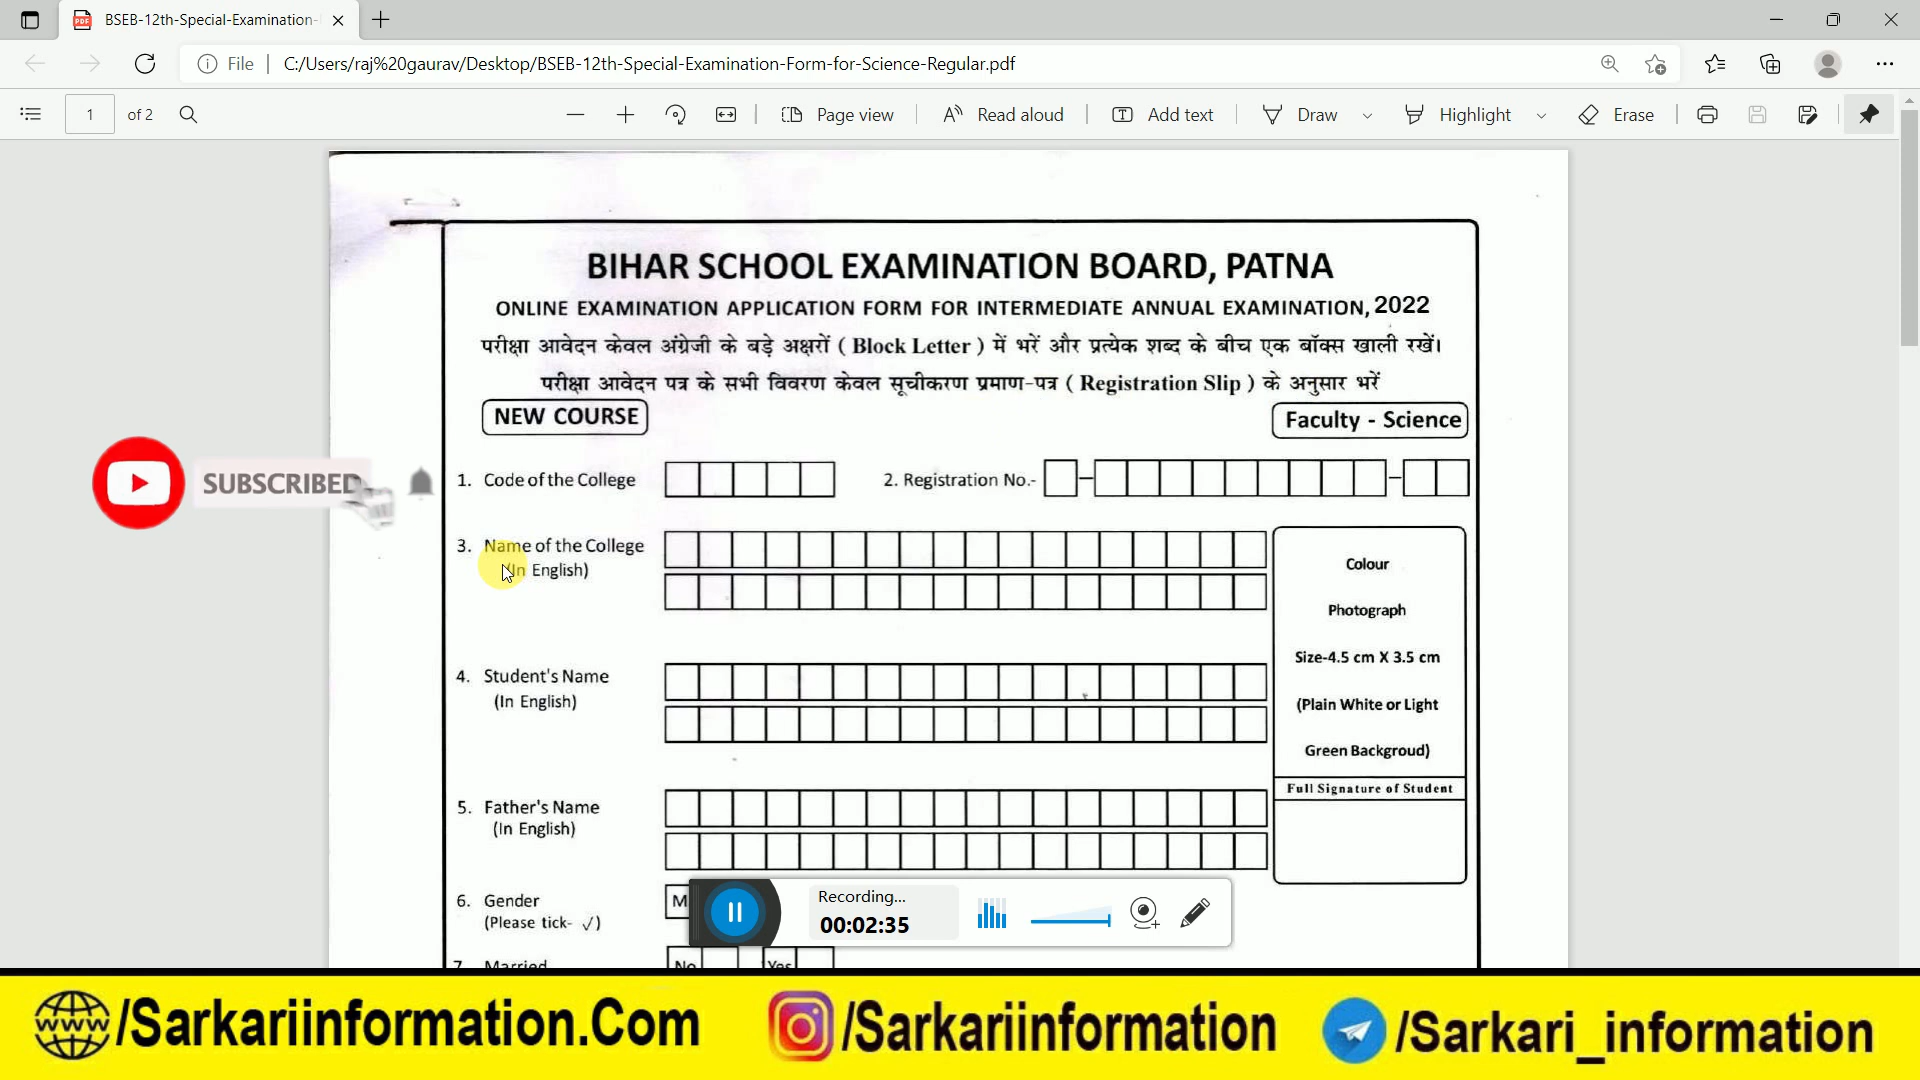 BSEB-12th-Special-Examination-
File
C:/Users/raj%20gaurav/Desktop/BSEB-12th-Special-Examination-Form-for-Science-Regular.pdf
1 of 2
Page view
Read aloud
Add text
Draw
Highlight
Erase
BIHAR SCHOOL EXAMINATION BOARD, PATNA
ONLINE EXAMINATION APPLICATION FORM FOR INTERMEDIATE ANNUAL EXAMINATION, 2022
परीक्षा आवेदन केवल अंग्रेजी के बड़े अक्षरों ( Block Letter ) में भरें और प्रत्येक शब्द के बीच एक बॉक्स खाली रखें।
परीक्षा आवेदन पत्र के सभी विवरण केवल सूचीकरण प्रमाण-पत्र ( Registration Slip ) के अनुसार भरें
NEW COURSE
Faculty - Science
SUBSCRIBED
1. Code of the College
2. Registration No.-
3. Name of the College
(In English)
Colour
Photograph
Size-4.5 cm X 3.5 cm
(Plain White or Light
Green Backgroud)
Full Signature of Student
4. Student's Name
(In English)
5. Father's Name
(In English)
6. Gender
(Please tick- √)
M
Recording...
00:02:35
7. Married
No
Yes
www /Sarkariinformation.Com
/Sarkariinformation
/Sarkari_information